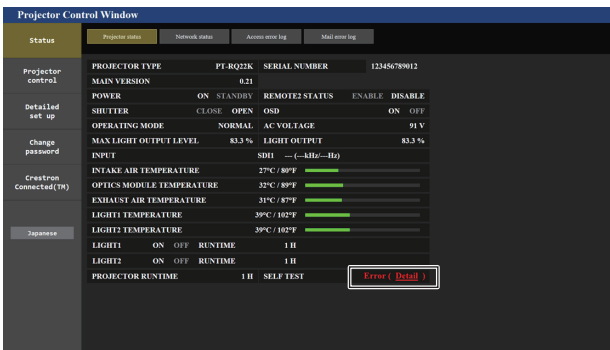 Projector Control Window
Status
Projector status Network status Access error log Mail error log
Projector control
Detailed set up
Change password
Crestron Connected(TM)
Japanese
PROJECTOR TYPE PT-RQ22K SERIAL NUMBER 123456789012
MAIN VERSION 0.21
POWER ON STANDBY REMOTE2 STATUS ENABLE DISABLE
SHUTTER CLOSE OPEN OSD ON OFF
OPERATING MODE NORMAL AC VOLTAGE 91 V
MAX LIGHT OUTPUT LEVEL 83.3 % LIGHT OUTPUT 83.3 %
INPUT SDI1 --- (---kHz/---Hz)
INTAKE AIR TEMPERATURE 27°C / 80°F
OPTICS MODULE TEMPERATURE 32°C / 89°F
EXHAUST AIR TEMPERATURE 31°C / 87°F
LIGHT1 TEMPERATURE 39°C / 102°F
LIGHT2 TEMPERATURE 39°C / 102°F
LIGHT1 ON OFF RUNTIME 1 H
LIGHT2 ON OFF RUNTIME 1 H
PROJECTOR RUNTIME 1 H SELF TEST Error ( Detail )